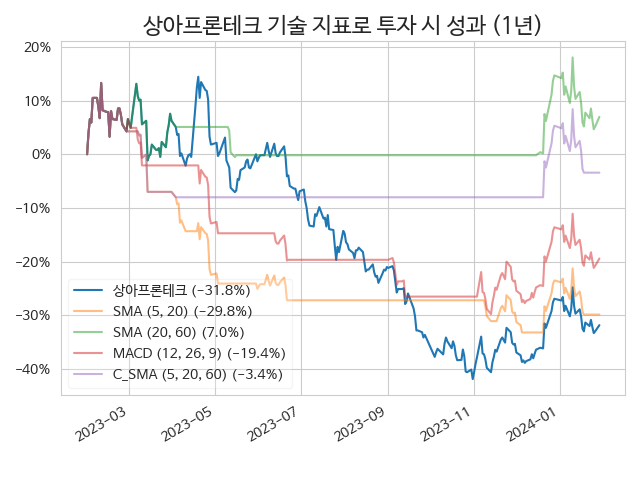 상아프론테크 기술 지표로 투자 시 성과 (1년)
20%
10%
0%
−10%
−20%
−30%
−40%
상아프론테크 (−31.8%)
SMA (5, 20) (−29.8%)
SMA (20, 60) (7.0%)
MACD (12, 26, 9) (−19.4%)
C_SMA (5, 20, 60) (−3.4%)
2023−03
2023−05
2023−07
2023−09
2023−11
2024−01